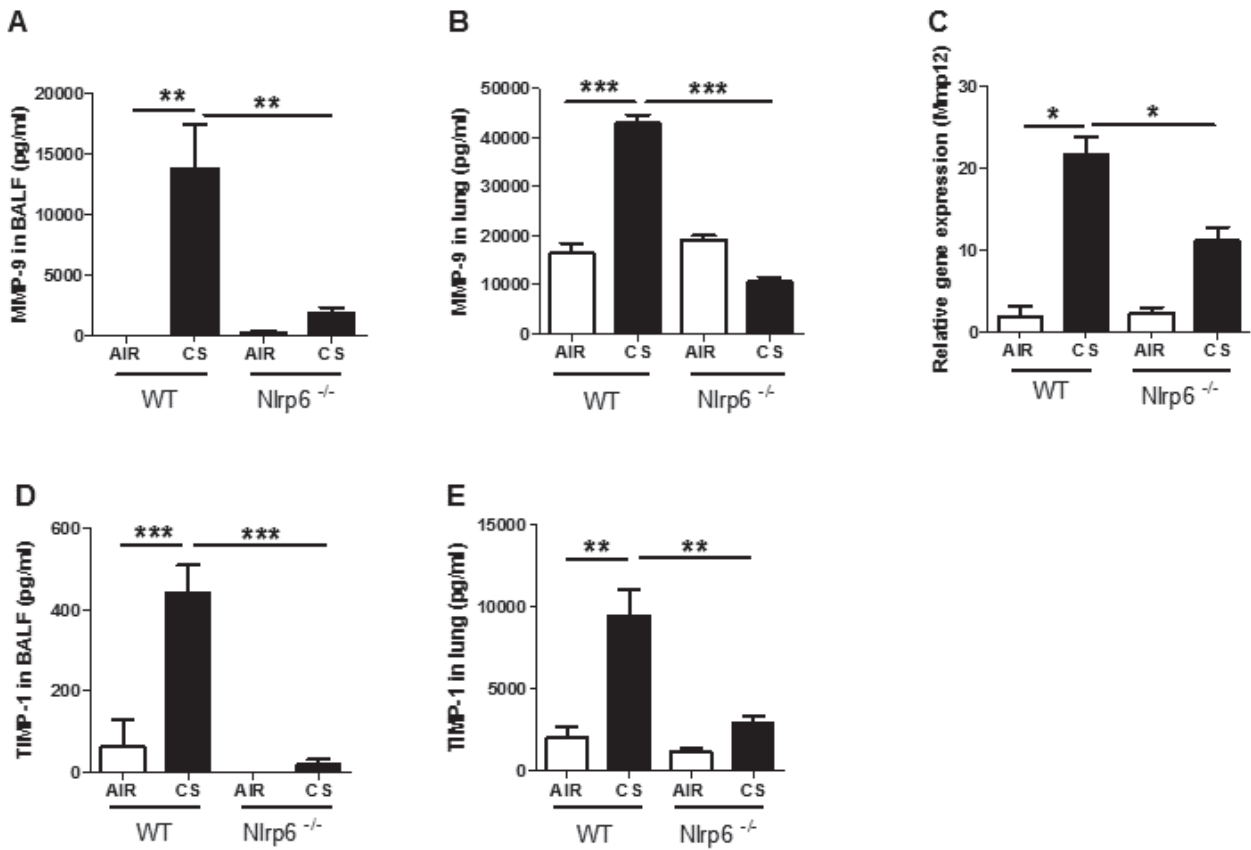 A
MMP-9 in BALF (pg/ml)
20000
15000
10000
5000
0
** **
AIR CS AIR CS
WT Nlrp6 -/-
B
MMP-9 in lung (pg/ml)
50000
40000
30000
20000
10000
0
*** ***
AIR CS AIR CS
WT Nlrp6 -/-
C
Relative gene expression (Mmp12)
30
20
10
0
* *
AIR CS AIR CS
WT Nlrp6 -/-
D
TIMP-1 in BALF (pg/ml)
600
400
200
0
*** ***
AIR CS AIR CS
WT Nlrp6 -/-
E
TIMP-1 in lung (pg/ml)
15000
10000
5000
0
** **
AIR CS AIR CS
WT Nlrp6 -/-